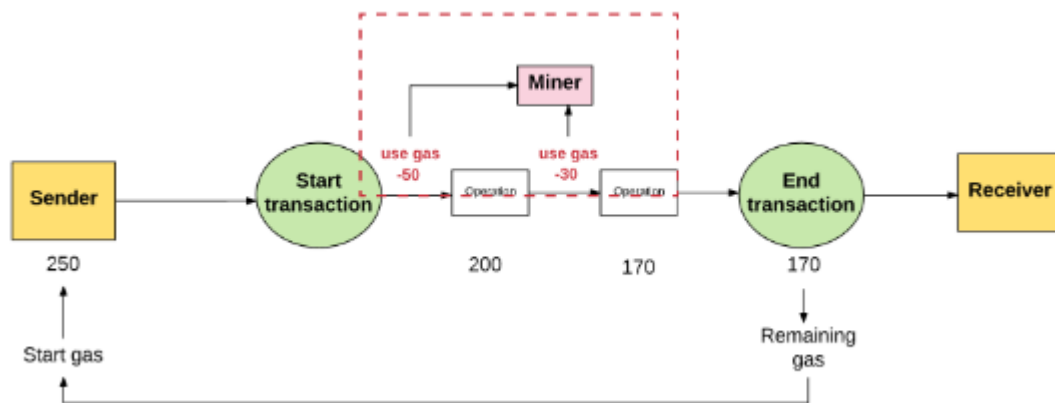 Miner
use gas
-50
use gas
-30
Sender
Start
transaction
Operation
Operation
End
transaction
Receiver
250
200
170
170
Start gas
Remaining
gas